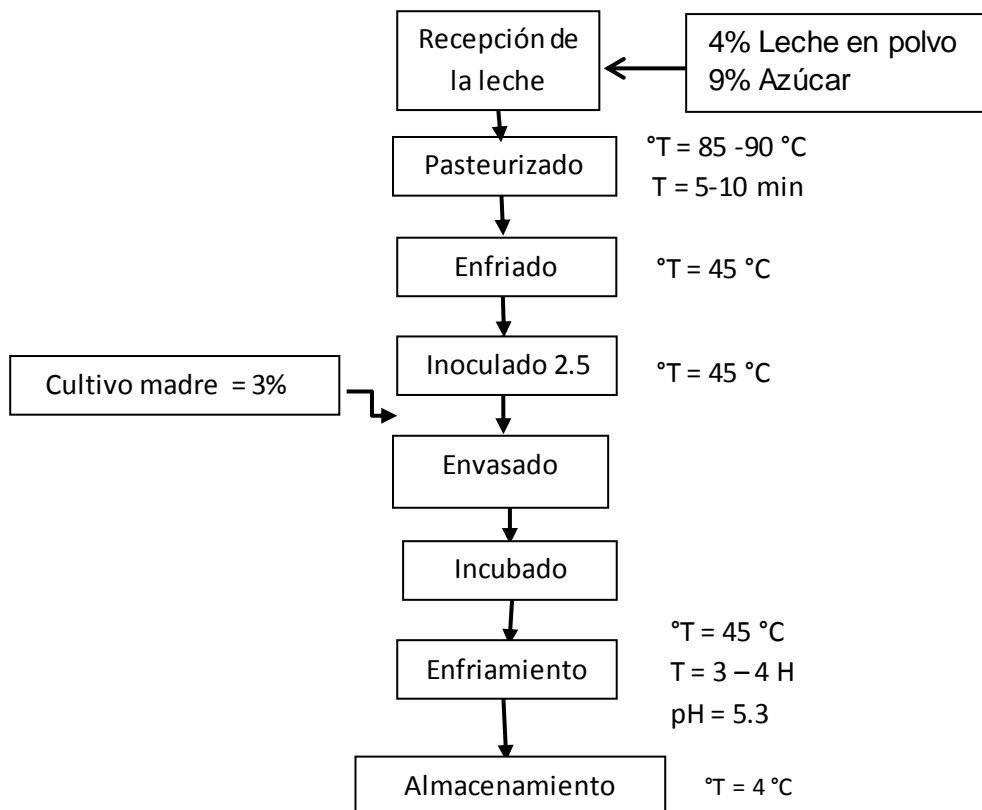 Recepción de
la leche
4% Leche en polvo
9% Azúcar
Pasteurizado
°T = 85 -90 °C
T = 5-10 min
Enfriado
°T = 45 °C
Inoculado 2.5
°T = 45 °C
Cultivo madre = 3%
Envasado
Incubado
Enfriamiento
°T = 45 °C
T = 3 – 4 H
pH = 5.3
Almacenamiento
°T = 4 °C